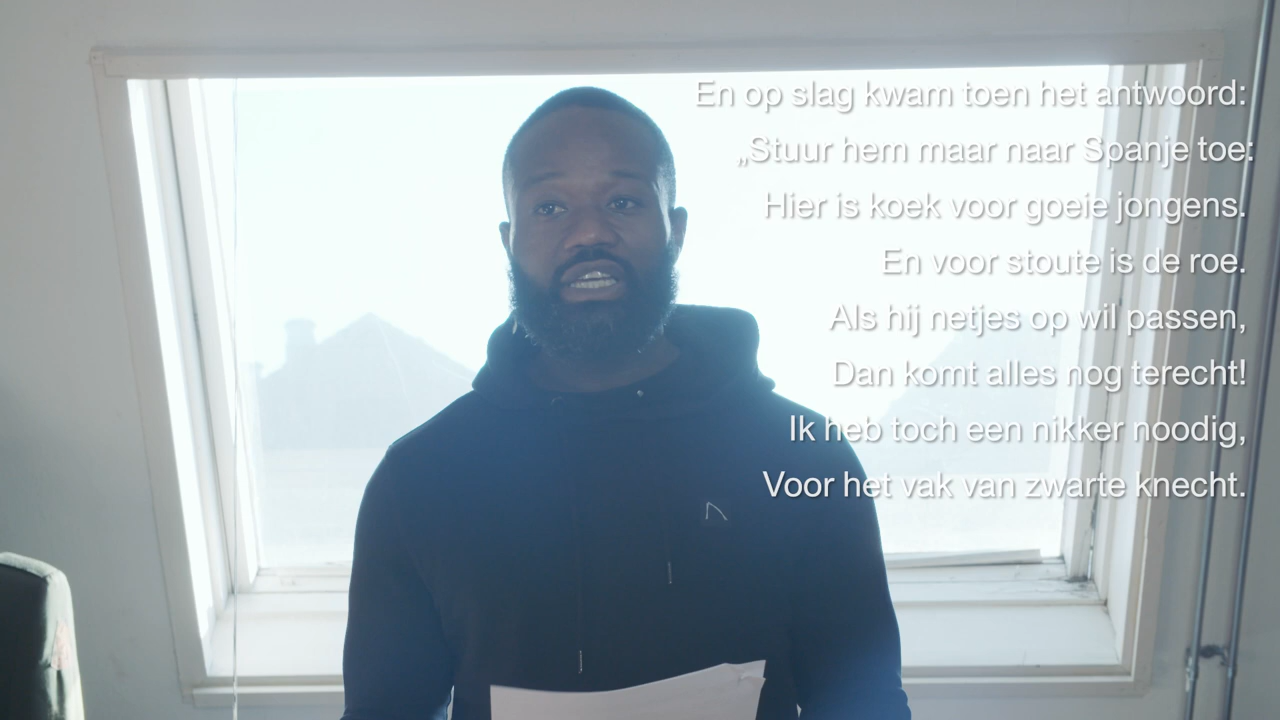 En op slag kwam toen het antwoord:
„Stuur hem maar naar Spanje toe:
Hier is koek voor goeie jongens.
En voor stoute is de roe.
Als hij netjes op wil passen,
Dan komt alles nog terecht!
Ik heb toch een nikker noodig,
Voor het vak van zwarte knecht.